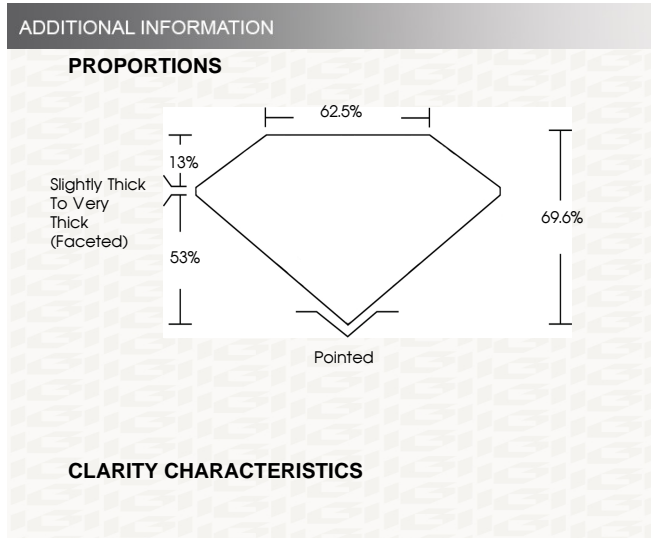 ADDITIONAL INFORMATION
PROPORTIONS
62.5%
13%
Slightly Thick
To Very
Thick
(Faceted)
69.6%
53%
Pointed
CLARITY CHARACTERISTICS